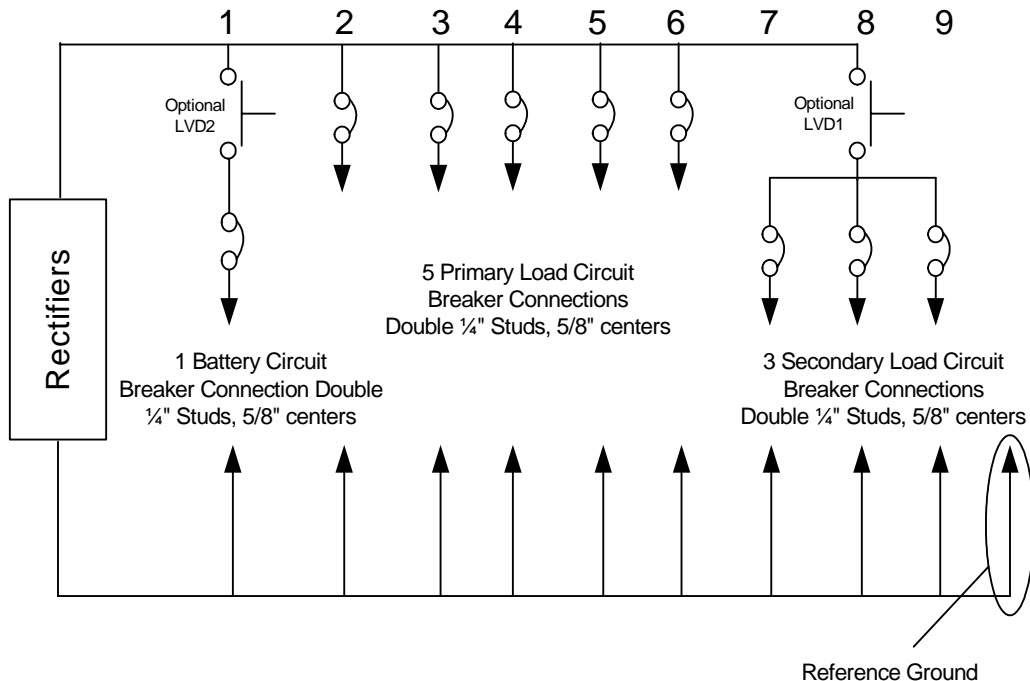 1 2 3 4 5 6 7 8 9
Optional
LVD2
Optional
LVD1
Rectifiers
5 Primary Load Circuit
Breaker Connections
Double ¼" Studs, 5/8" centers
1 Battery Circuit
Breaker Connection Double
¼" Studs, 5/8" centers
3 Secondary Load Circuit
Breaker Connections
Double ¼" Studs, 5/8" centers
Reference Ground